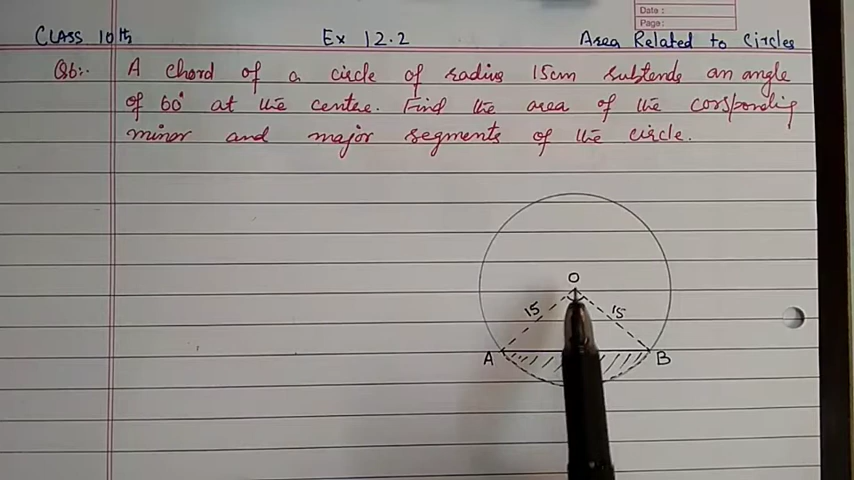 Date:
Page:
CLASS 10th Ex 12.2 Area Related to Circles
Q6:- A chord of a circle of radius 15cm subtends an angle
of 60° at the centre. Find the area of the corsponding
minor and major segments of the circle.
O
15 15
A B